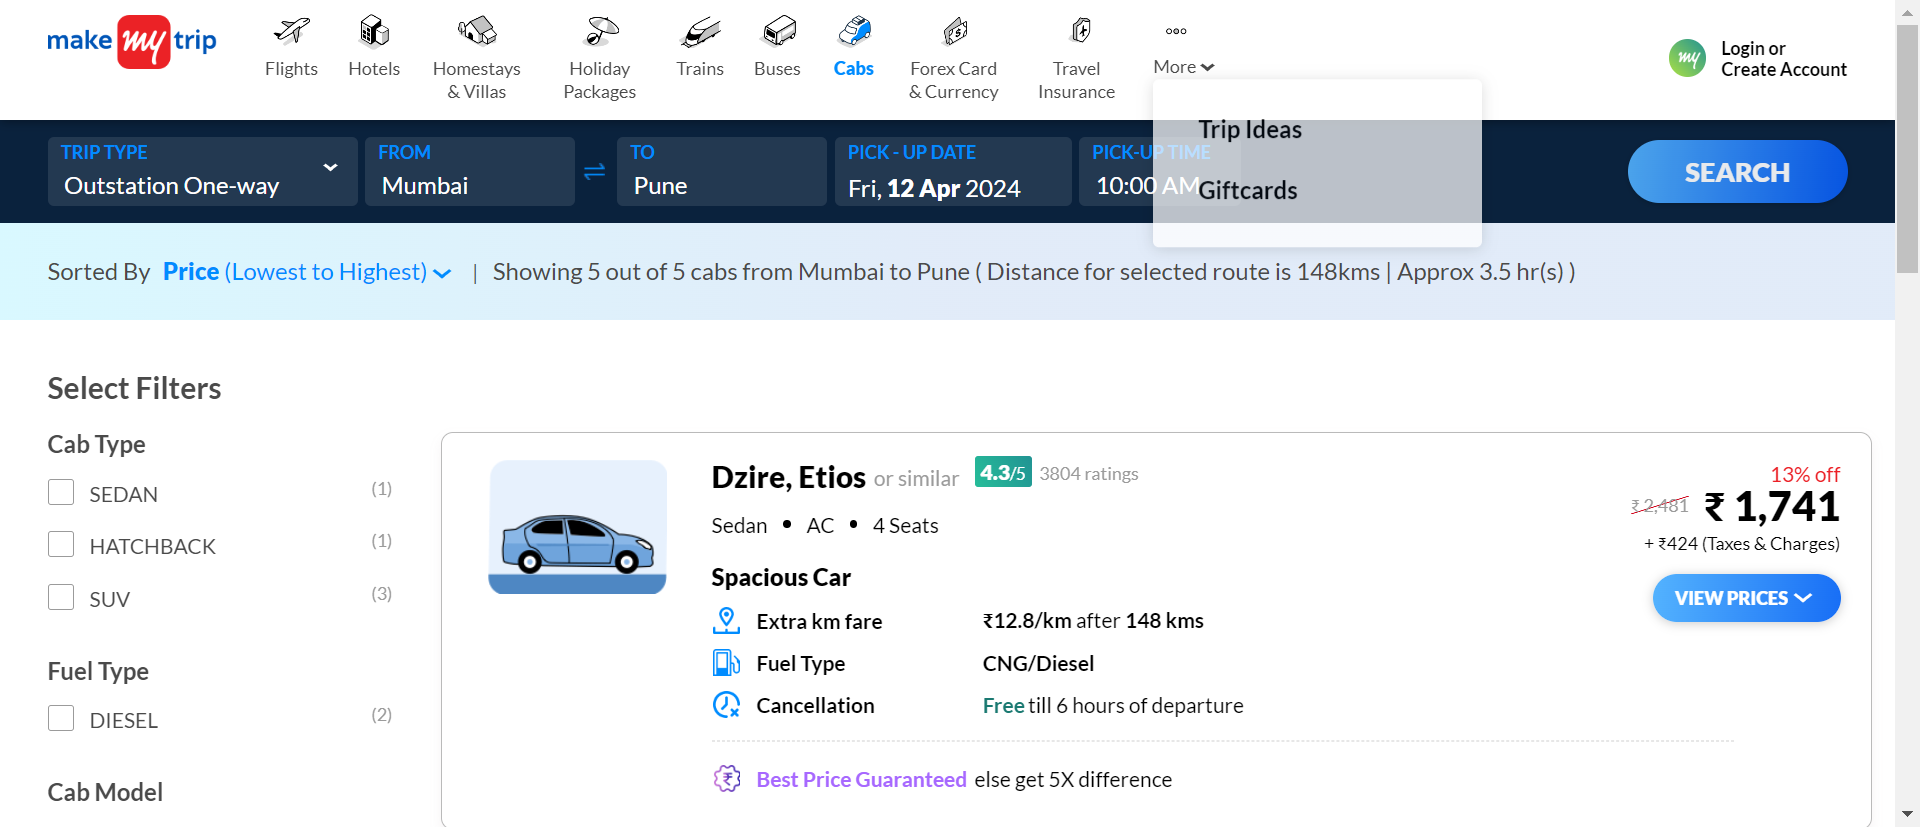 make my trip
Flights
Hotels
Homestays
& Villas
Holiday
Packages
Trains
Buses
Cabs
Forex Card
& Currency
Travel
Insurance
More
my
Login or
Create Account
Trip Ideas
Giftcards
TRIP TYPE
Outstation One-way
FROM
Mumbai
TO
Pune
PICK - UP DATE
Fri, 12 Apr 2024
PICK-UP TIME
10:00 AM
SEARCH
Sorted By Price (Lowest to Highest) | Showing 5 out of 5 cabs from Mumbai to Pune ( Distance for selected route is 148kms | Approx 3.5 hr(s) )
Select Filters
Cab Type
SEDAN (1)
HATCHBACK (1)
SUV (3)
Fuel Type
DIESEL (2)
Cab Model
Dzire, Etios or similar 4.3/5 3804 ratings
Sedan • AC • 4 Seats
Spacious Car
Extra km fare ₹12.8/km after 148 kms
Fuel Type CNG/Diesel
Cancellation Free till 6 hours of departure
Best Price Guaranteed else get 5X difference
13% off
₹ 2,481 ₹ 1,741
+ ₹424 (Taxes & Charges)
VIEW PRICES